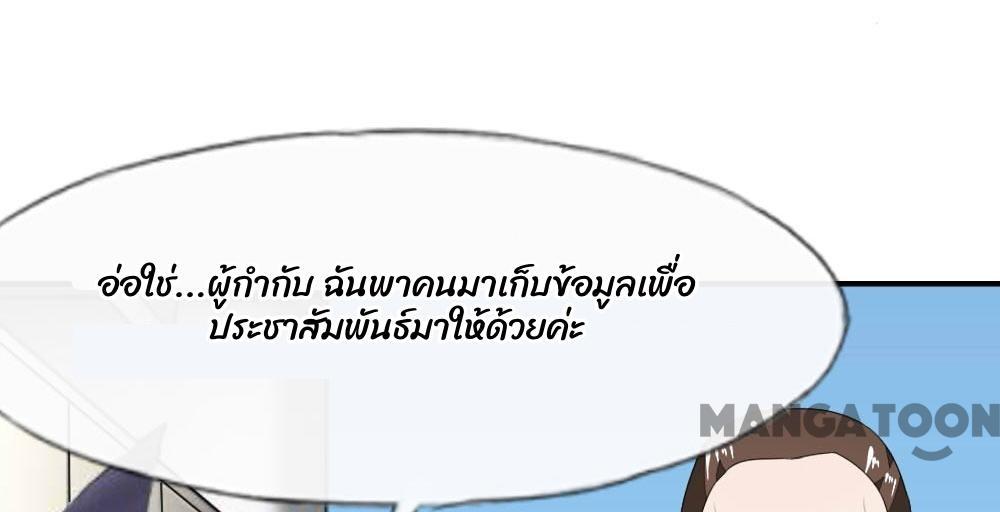 อ่อใช่...ผู้กำกับ ฉันพาคนมาเก็บข้อมูลเพื่อ
ประชาสัมพันธ์มาให้ด้วยค่ะ
MANGATOON